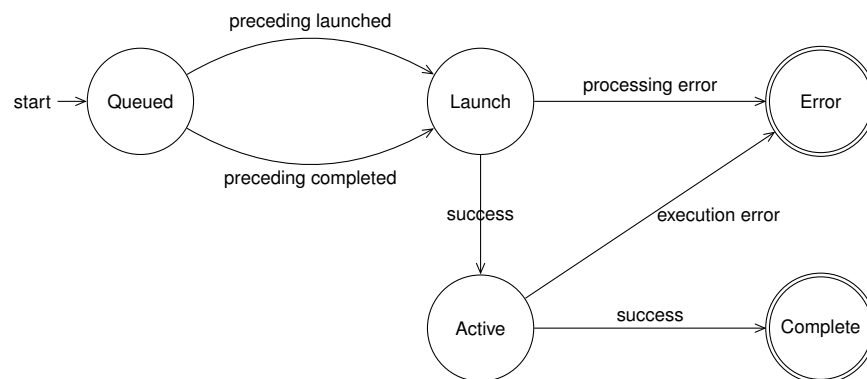 preceding launched
start
Queued
Launch
processing error
Error
preceding completed
success
execution error
Active
success
Complete